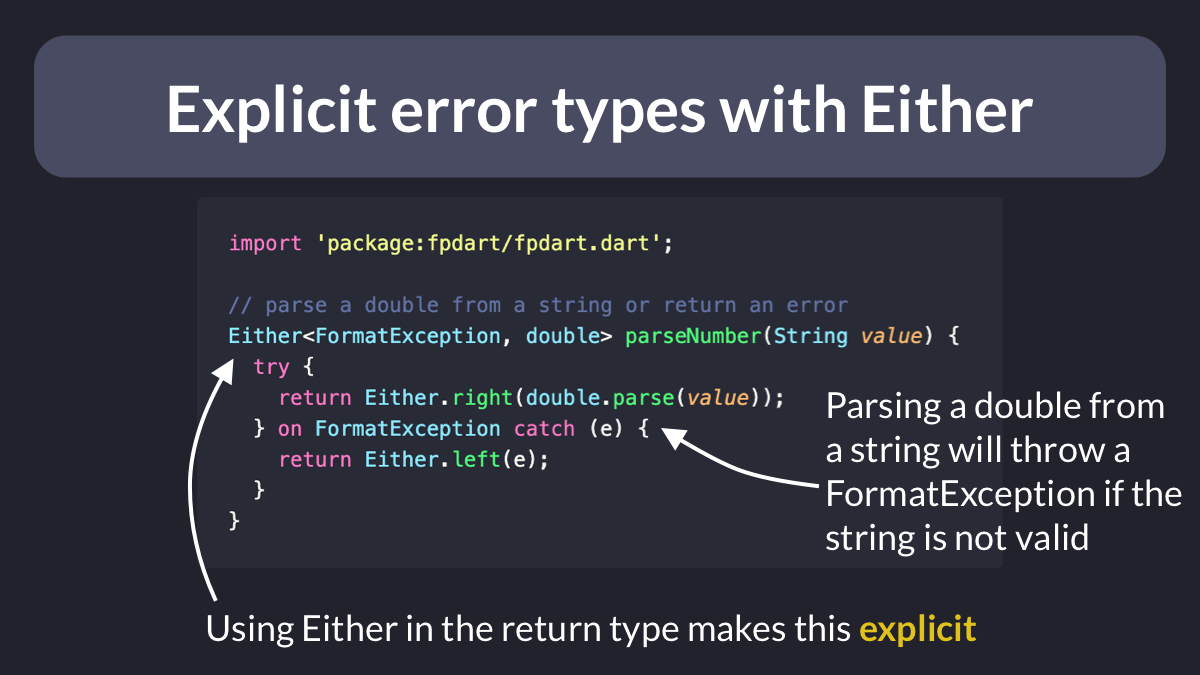 Explicit error types with Either
import 'package:fpdart/fpdart.dart';
// parse a double from a string or return an error
Either<FormatException, double> parseNumber(String value) {
try {
return Either.right(double.parse(value));
} on FormatException catch (e) {
return Either.left(e);
}
}
Parsing a double from
a string will throw a
FormatException if the
string is not valid
Using Either in the return type makes this explicit